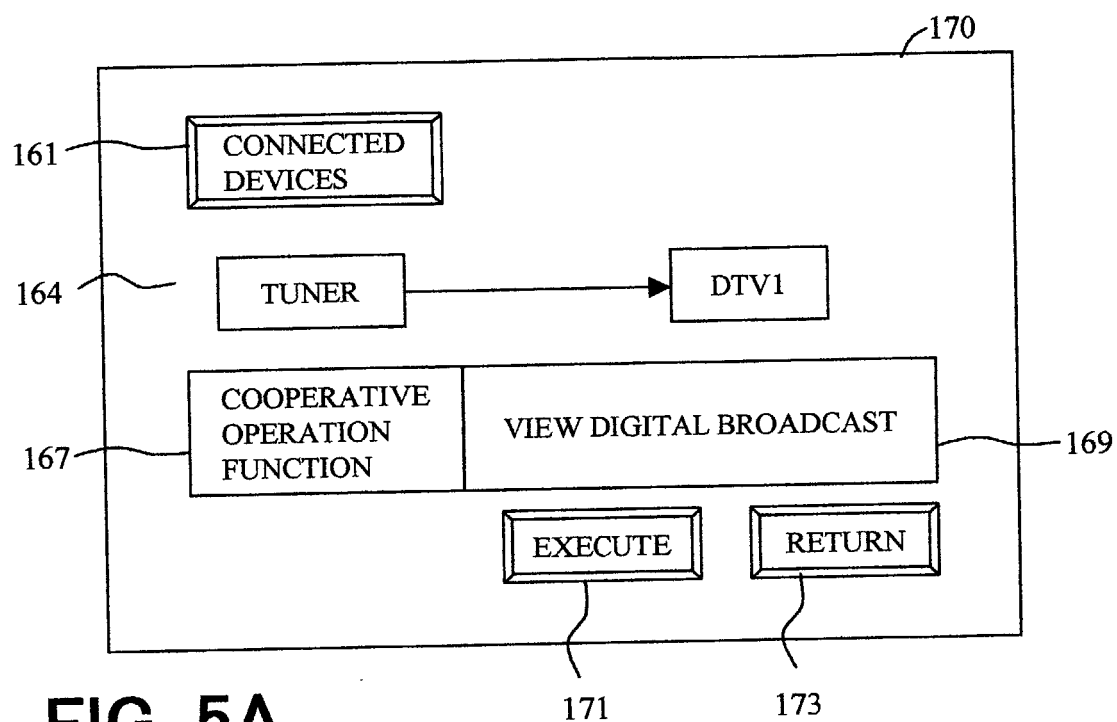 170
161
CONNECTED
DEVICES
164
TUNER
DTV1
COOPERATIVE
OPERATION
FUNCTION
VIEW DIGITAL BROADCAST
167
169
EXECUTE
RETURN
171
173
FIG. 5A